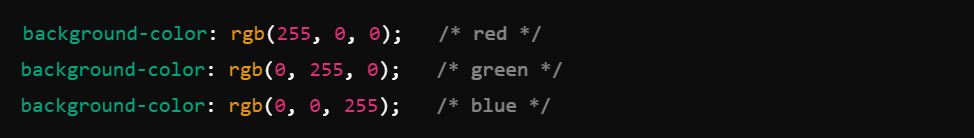 background-color: rgb(255, 0, 0);   /* red */
background-color: rgb(0, 255, 0);   /* green */
background-color: rgb(0, 0, 255);   /* blue */